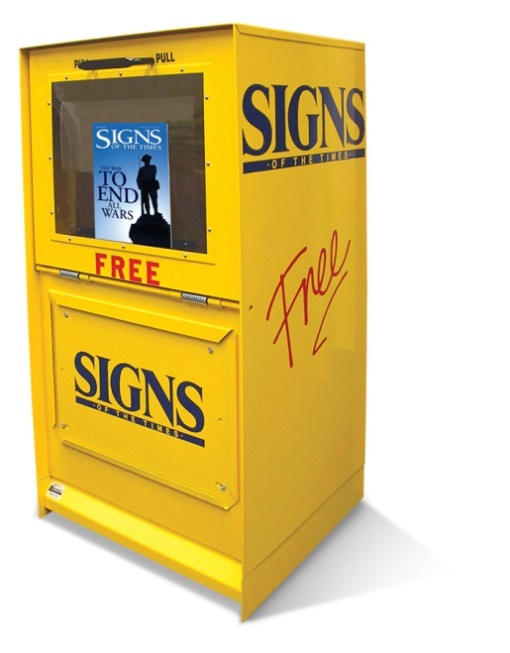 PULL PULL
SIGNS
OF THE TIMES
THE WAR
TO
END
ALL
WARS
FREE
SIGNS
·OF THE TIMES·
SIGNS
·OF THE TIMES·
Free